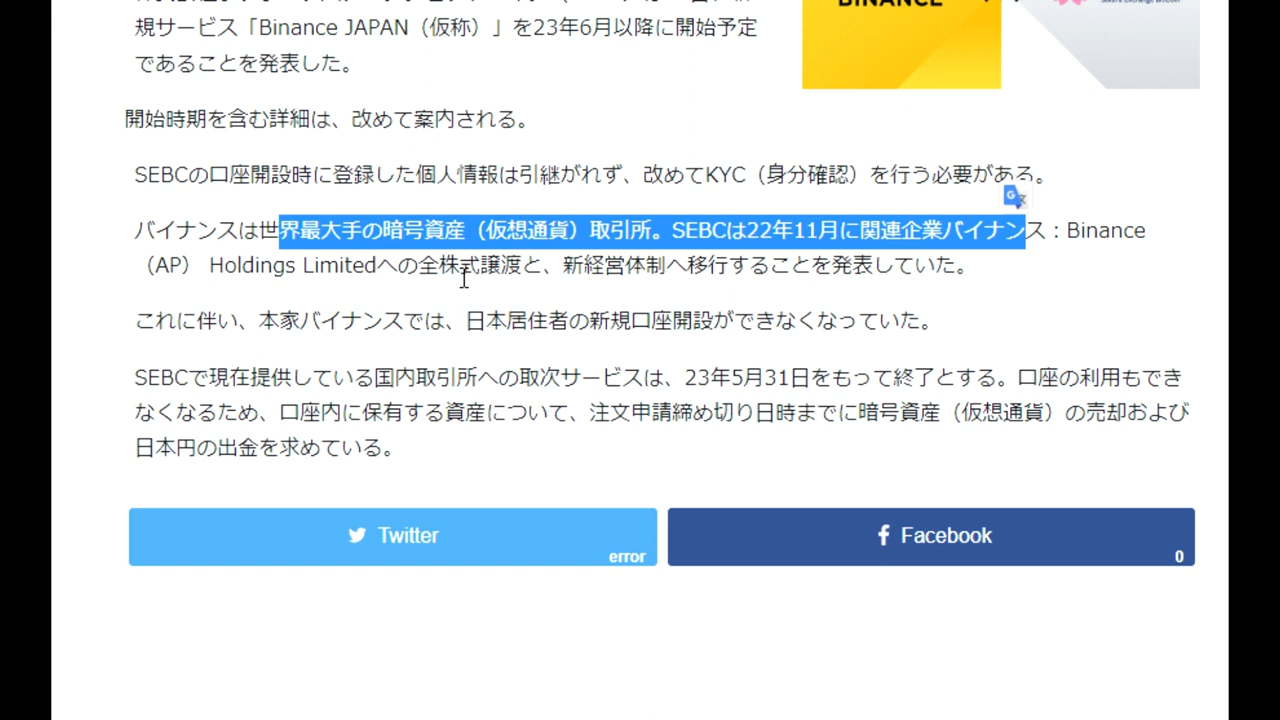 BINANCE
規サービス「Binance JAPAN（仮称）」を23年6月以降に開始予定
であることを発表した。
開始時期を含む詳細は、改めて案内される。
SEBCの口座開設時に登録した個人情報は引継がれず、改めてKYC（身分確認）を行う必要がある。
バイナンスは世界最大手の暗号資産（仮想通貨）取引所。SEBCは22年11月に関連企業バイナンス：Binance
（AP） Holdings Limitedへの全株式譲渡と、新経営体制へ移行することを発表していた。
これに伴い、本家バイナンスでは、日本居住者の新規口座開設ができなくなっていた。
SEBCで現在提供している国内取引所への取次サービスは、23年5月31日をもって終了とする。口座の利用もでき
なくなるため、口座内に保有する資産について、注文申請締め切り日時までに暗号資産（仮想通貨）の売却および
日本円の出金を求めている。
Twitter
error
Facebook
0